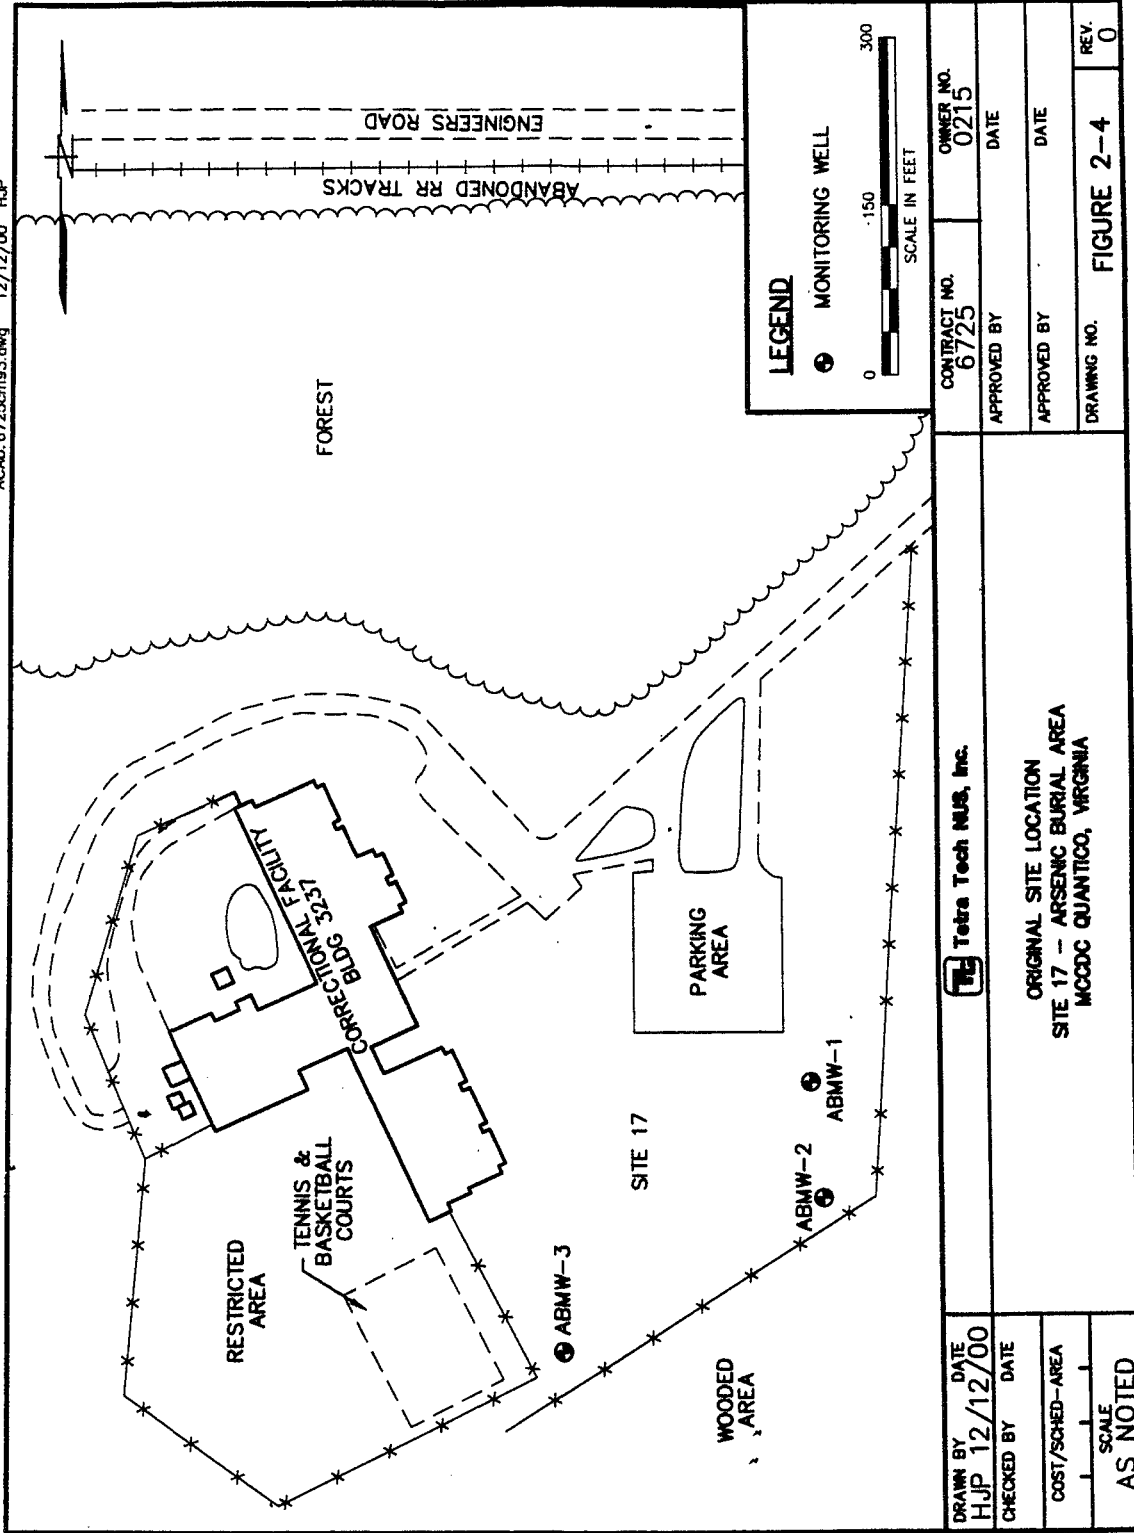 ENGINEERS ROAD
ABANDONED RR TRACKS
FOREST
CORRECTIONAL FACILITY
BLDG 3237
TENNIS &
BASKETBALL
COURTS
RESTRICTED
AREA
PARKING
AREA
SITE 17
ABMW-1
ABMW-2
ABMW-3
WOODED
AREA
LEGEND
MONITORING WELL
0 150 300
SCALE IN FEET
DRAWN BY DATE
HJP 12/12/00
CHECKED BY DATE
COST/SCHED-AREA
SCALE
AS NOTED
Tetra Tech NUS, Inc.
ORIGINAL SITE LOCATION
SITE 17 - ARSENIC BURIAL AREA
MCCDC QUANTICO, VIRGINIA
CONTRACT NO.
6725
OWNER NO.
0215
APPROVED BY DATE
APPROVED BY DATE
DRAWING NO.
FIGURE 2-4
REV.
0